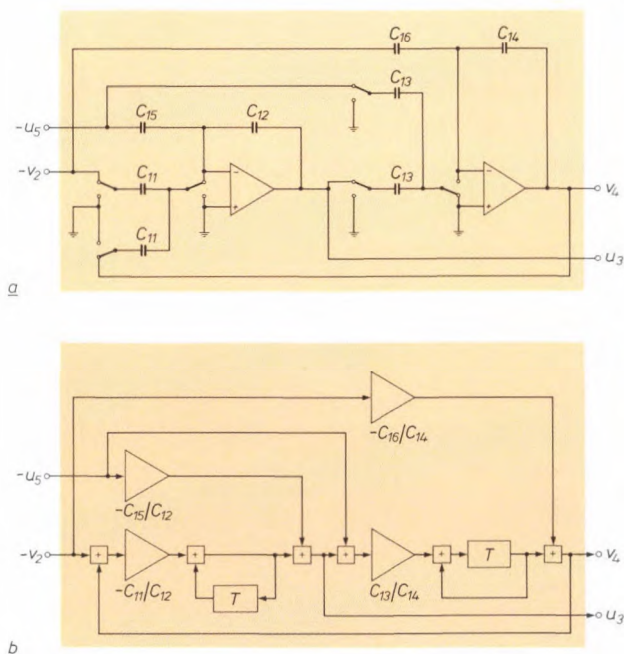 C16
C14
C13
-u5
C15
C12
-v2
C11
C13
v4
C11
u3
a
-C16/C14
-u5
-C15/C12
-v2
+
+
+
+
+
T
+
v4
-C11/C12
T
C13/C14
u3
b